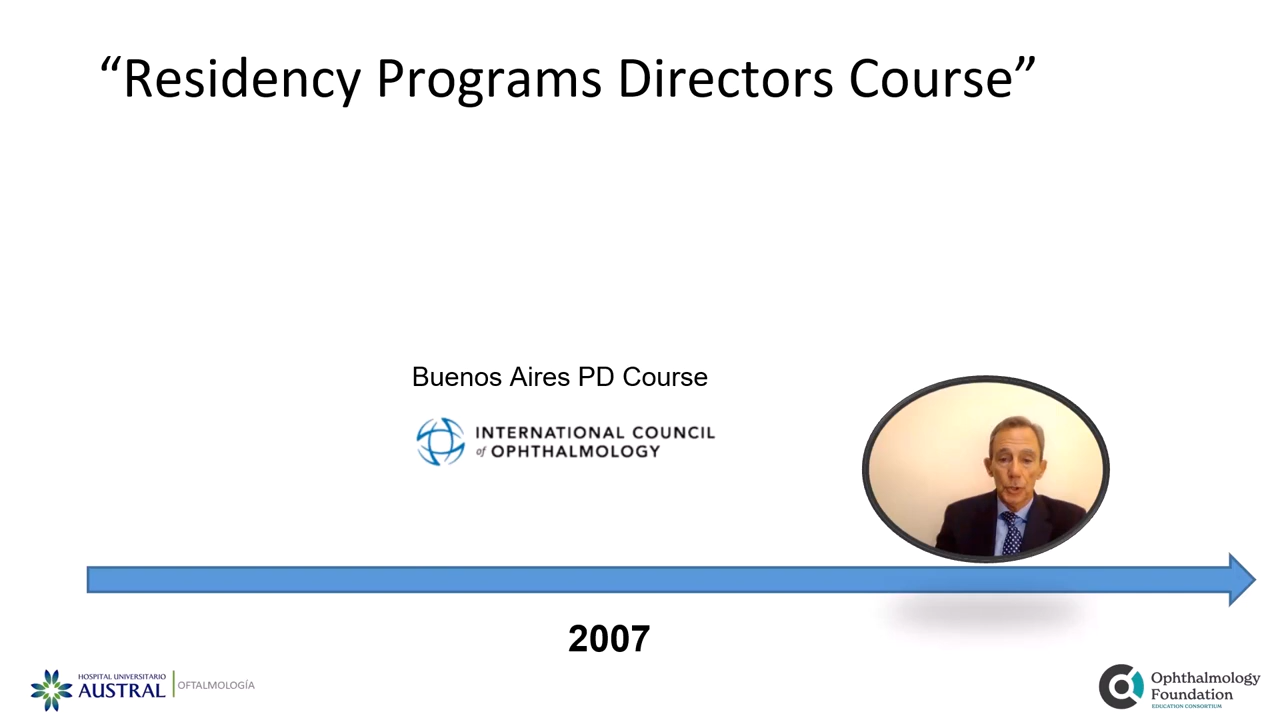 “Residency Programs Directors Course”
Buenos Aires PD Course
INTERNATIONAL COUNCIL
of OPHTHALMOLOGY
2007
HOSPITAL UNIVERSITARIO
AUSTRAL
OFTALMOLOGÍA
Ophthalmology
Foundation
EDUCATION CONSORTIUM